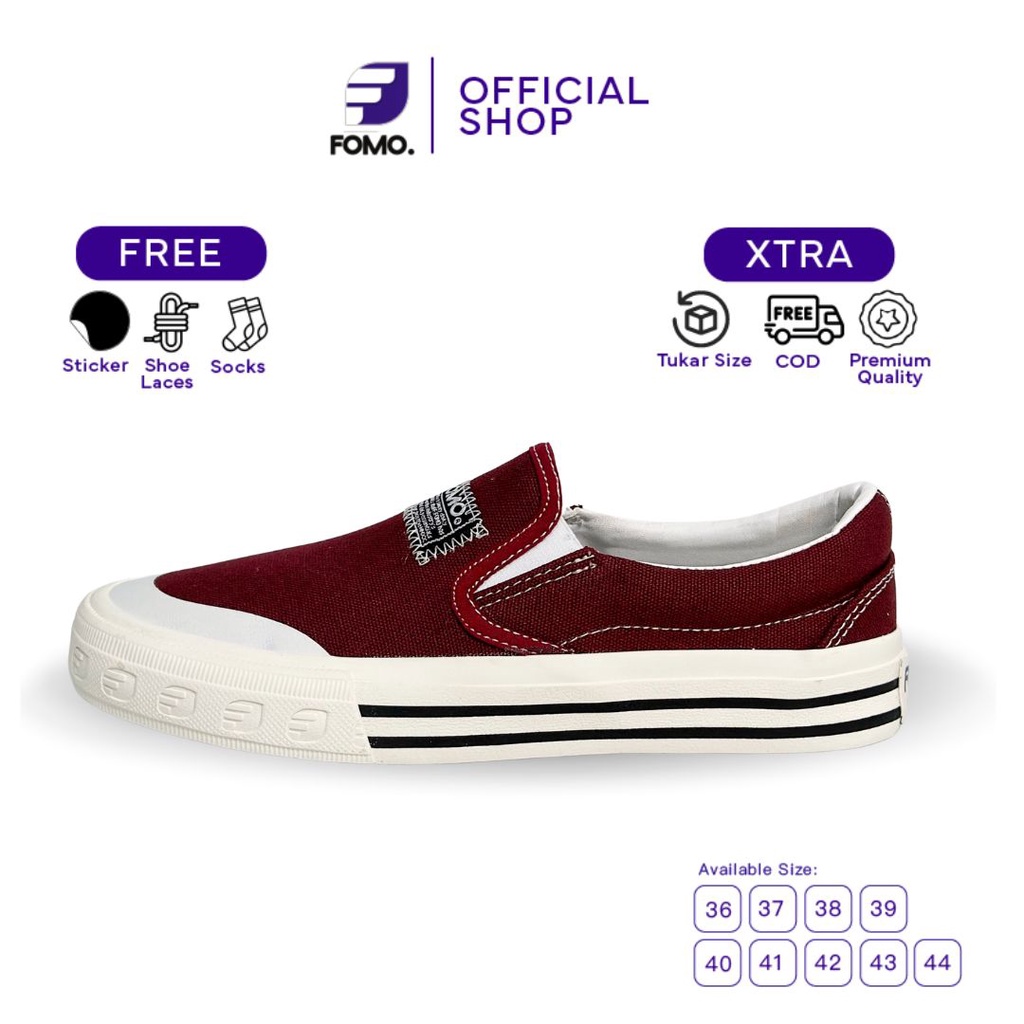 FOMO.
OFFICIAL
SHOP
FREE
XTRA
Sticker
Shoe
Laces
Socks
FREE
Tukar Size
COD
Premium
Quality
Available Size:
36 37 38 39
40 41 42 43 44